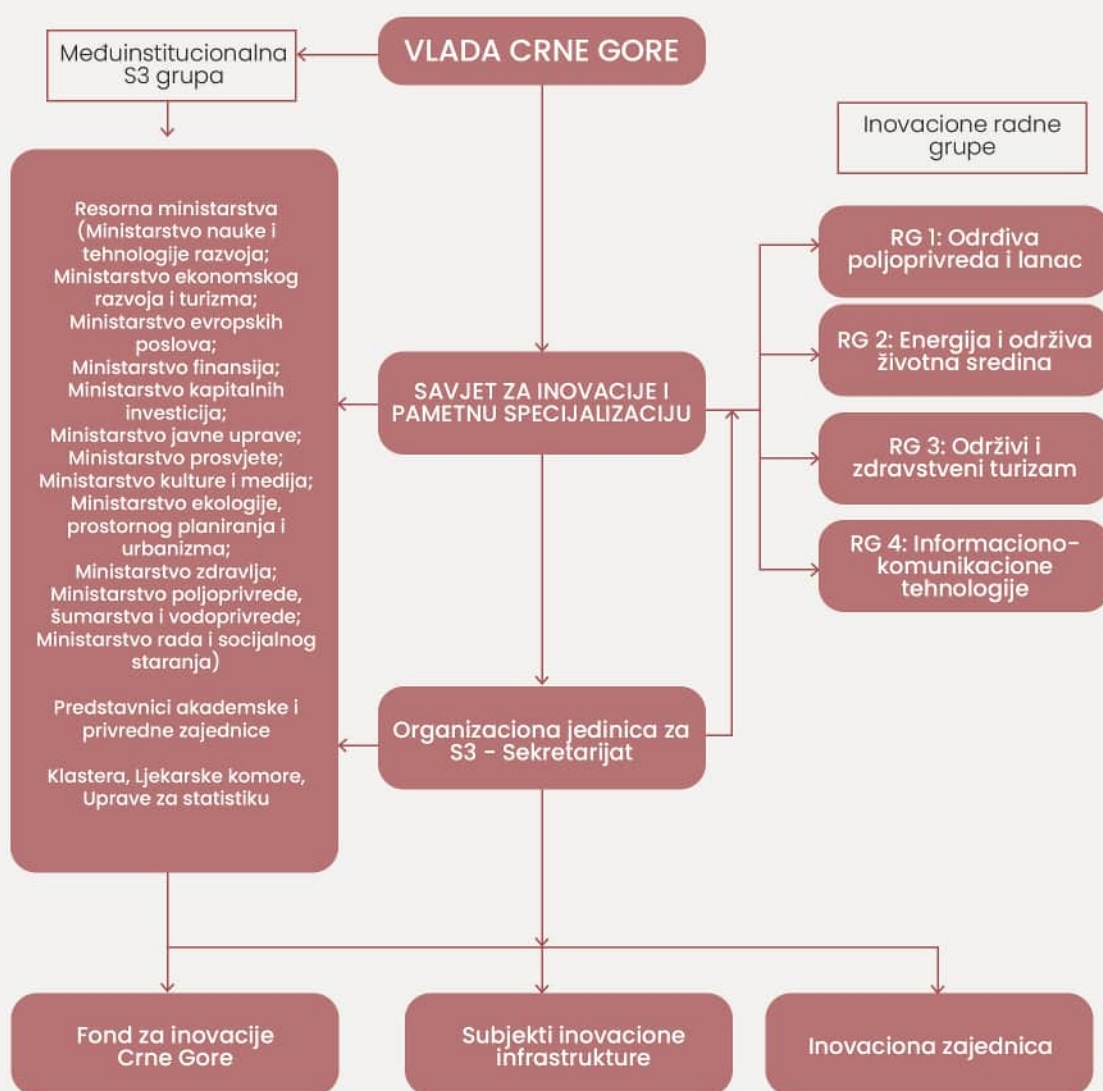 VLADA CRNE GORE
Međuinstitucionalna
S3 grupa
Inovacione radne
grupe
Resorna ministarstva
(Ministarstvo nauke i
tehnologije razvoja;
Ministarstvo ekonomskog
razvoja i turizma;
Ministarstvo evropskih
poslova;
Ministarstvo finansija;
Ministarstvo kapitalnih
investicija;
Ministarstvo javne uprave;
Ministarstvo prosvjete;
Ministarstvo kulture i medija;
Ministarstvo ekologije,
prostornog planiranja i
urbanizma;
Ministarstvo zdravlja;
Ministarstvo poljoprivrede,
šumarstva i vodoprivrede;
Ministarstvo rada i socijalnog
staranja)
Predstavnici akademske i
privredne zajednice
Klastera, Ljekarske komore,
Uprave za statistiku
SAVJET ZA INOVACIJE I
PAMETNU SPECIJALIZACIJU
Organizaciona jedinica za
S3 - Sekretarijat
RG 1: Odrđiva
poljoprivreda i lanac
RG 2: Energija i održiva
životna sredina
RG 3: Održivi i
zdravstveni turizam
RG 4: Informaciono-
komunikacione
tehnologije
Fond za inovacije
Crne Gore
Subjekti inovacione
infrastrukture
Inovaciona zajednica